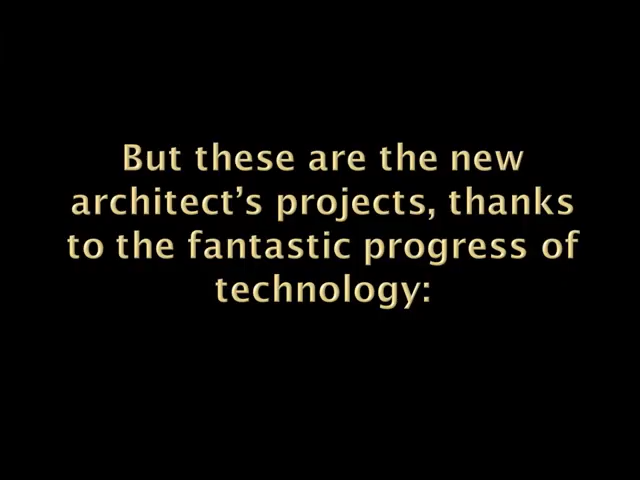 But these are the new
architect’s projects, thanks
to the fantastic progress of
technology: